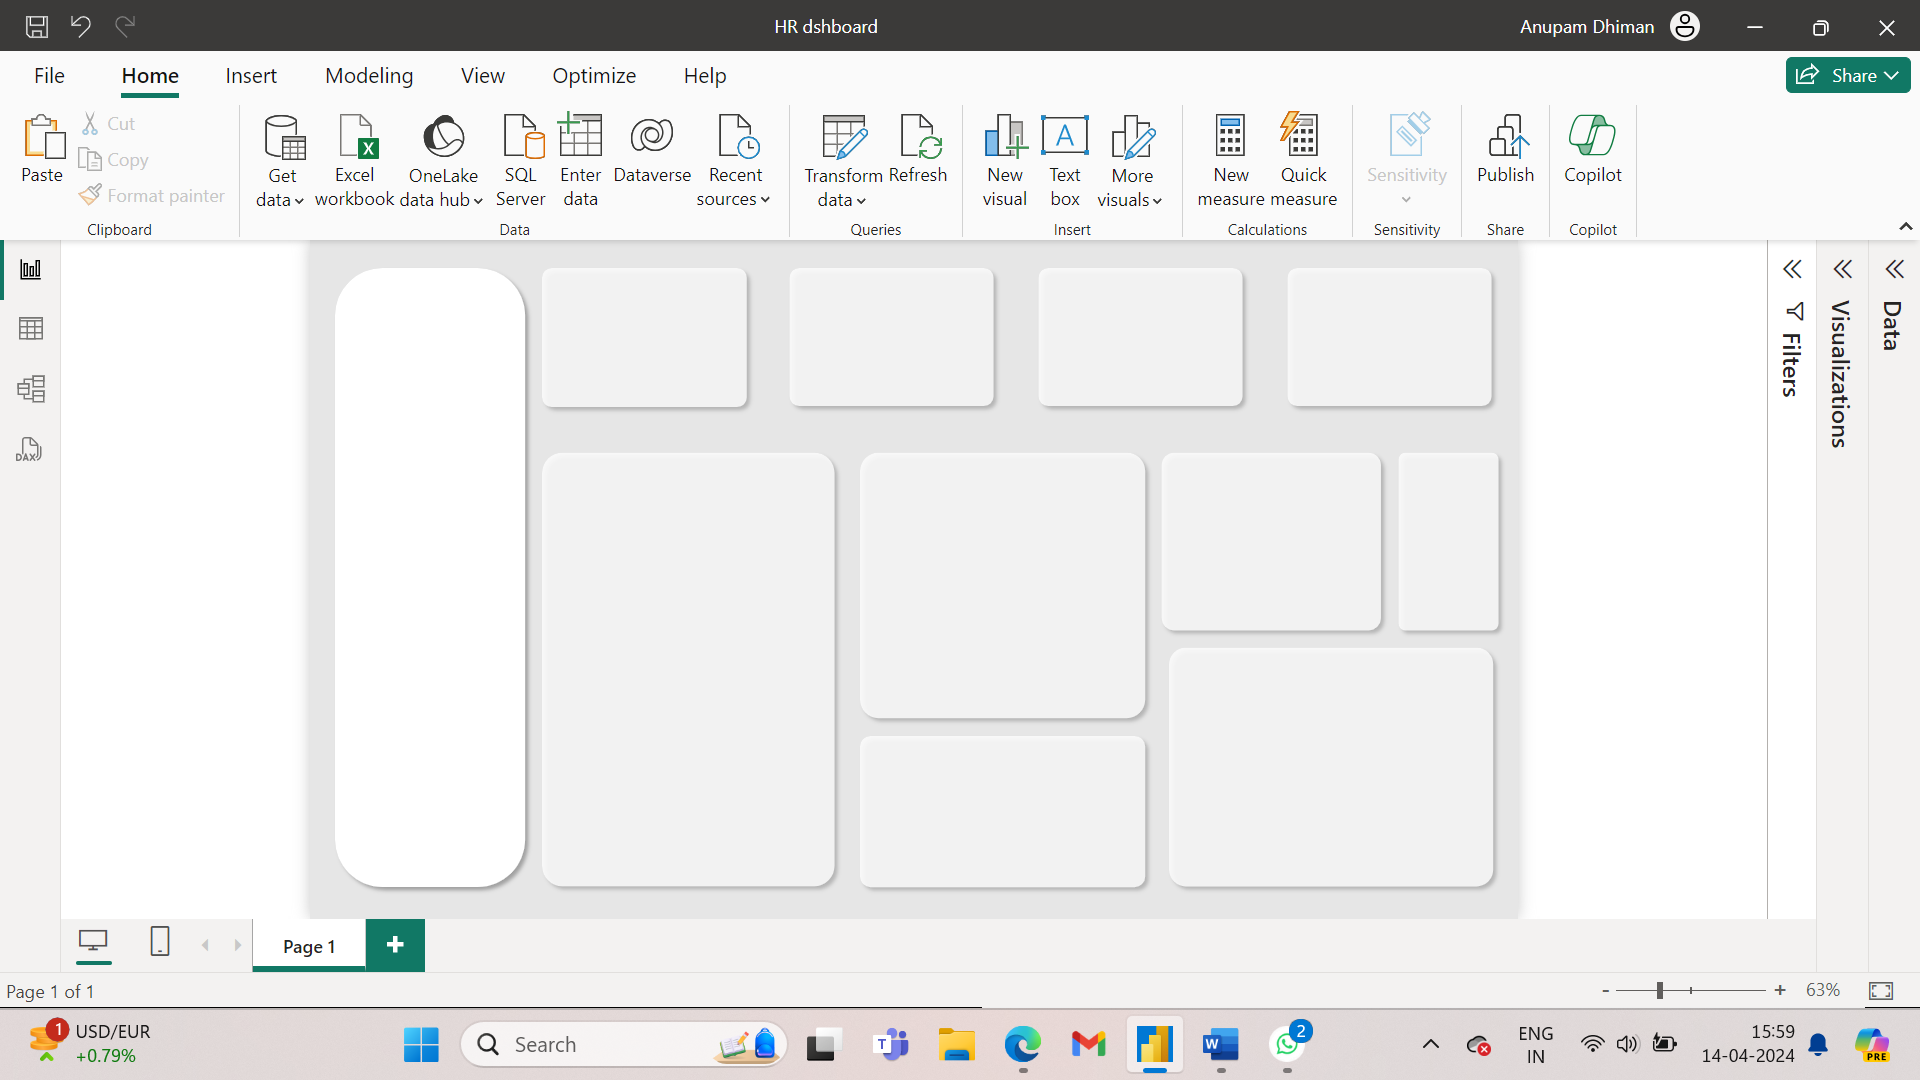 HR dshboard
Anupam Dhiman
File
Home
Insert
Modeling
View
Optimize
Help
Share
Paste
Cut
Copy
Format painter
Clipboard
Get
data
Excel
workbook
OneLake
data hub
SQL
Server
Enter
data
Dataverse
Recent
sources
Data
Transform
data
Refresh
Queries
New
visual
A
Text
box
More
visuals
Insert
New
measure
Quick
measure
Calculations
Sensitivity
Sensitivity
Publish
Share
Copilot
Copilot
DAX
Filters
Visualizations
Data
Page 1
+
Page 1 of 1
- + 63%
1
USD/EUR
+0.79%
Search
T
W
2
ENG
IN
15:59
14-04-2024
PRE